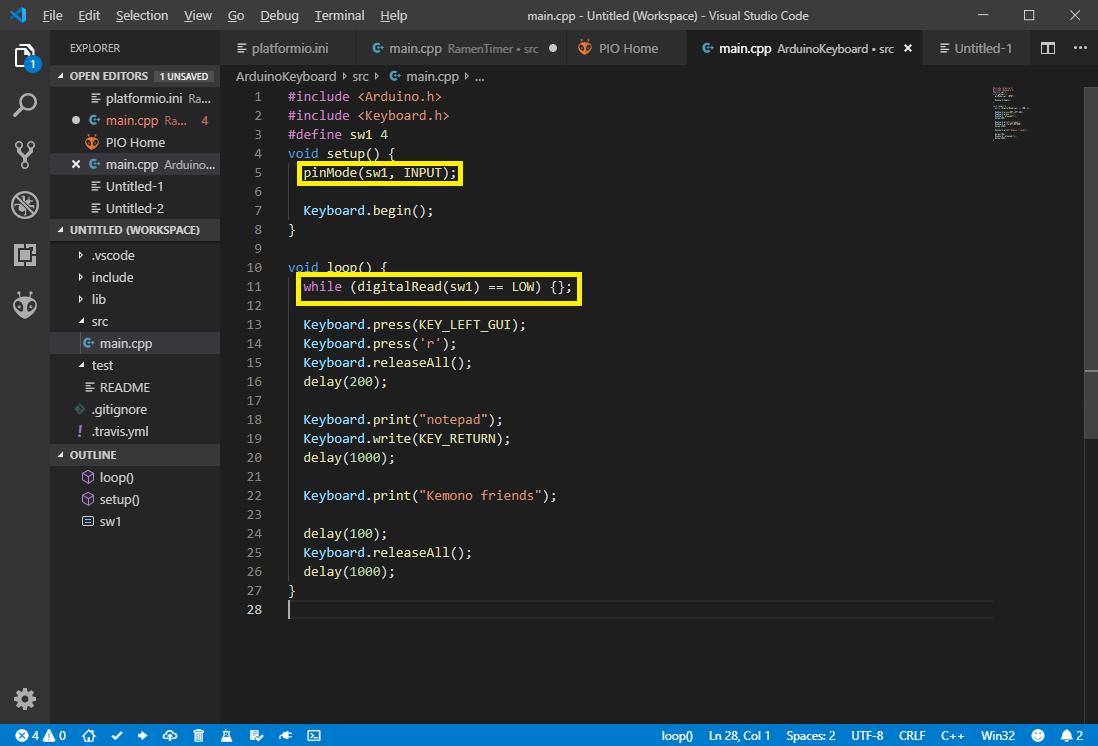 File Edit Selection View Go Debug Terminal Help main.cpp - Untitled (Workspace) - Visual Studio Code
EXPLORER
platformio.ini main.cpp RamenTimer • src PIO Home main.cpp ArduinoKeyboard • src Untitled-1
OPEN EDITORS 1 UNSAVED
platformio.ini Ra...
main.cpp Ra... 4
PIO Home
main.cpp Arduino...
Untitled-1
Untitled-2
UNTITLED (WORKSPACE)
.vscode
include
lib
src
main.cpp
test
README
.gitignore
.travis.yml
OUTLINE
loop()
setup()
sw1
1
ArduinoKeyboard src main.cpp ...
1 #include <Arduino.h>
2 #include <Keyboard.h>
3 #define sw1 4
4 void setup() {
5 pinMode(sw1, INPUT);
6
7 Keyboard.begin();
8 }
9
10 void loop() {
11 while (digitalRead(sw1) == LOW) {};
12
13 Keyboard.press(KEY_LEFT_GUI);
14 Keyboard.press('r');
15 Keyboard.releaseAll();
16 delay(200);
17
18 Keyboard.print("notepad");
19 Keyboard.write(KEY_RETURN);
20 delay(1000);
21
22 Keyboard.print("Kemono friends");
23
24 delay(100);
25 Keyboard.releaseAll();
26 delay(1000);
27 }
28
4 0 loop() Ln 28, Col 1 Spaces: 2 UTF-8 CRLF C++ Win32 2